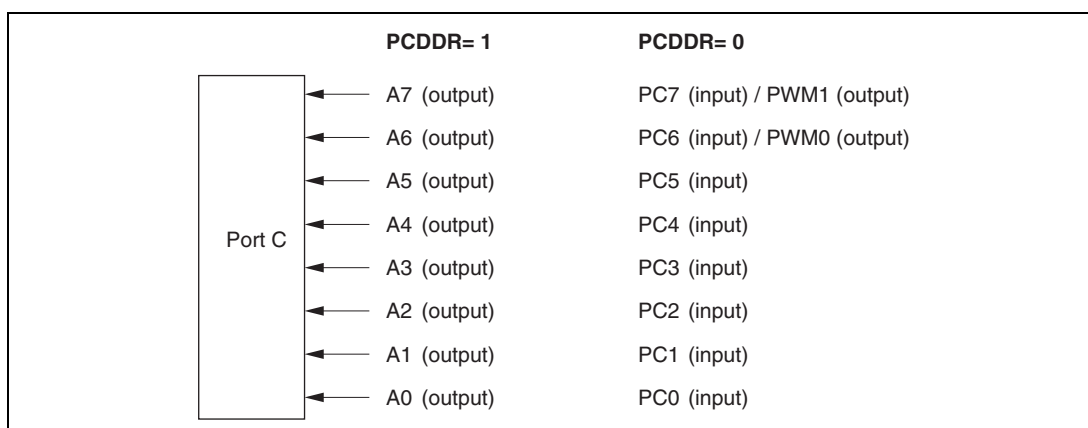 PCDDR= 1 PCDDR= 0
A7 (output) PC7 (input) / PWM1 (output)
A6 (output) PC6 (input) / PWM0 (output)
A5 (output) PC5 (input)
A4 (output) PC4 (input)
Port C
A3 (output) PC3 (input)
A2 (output) PC2 (input)
A1 (output) PC1 (input)
A0 (output) PC0 (input)